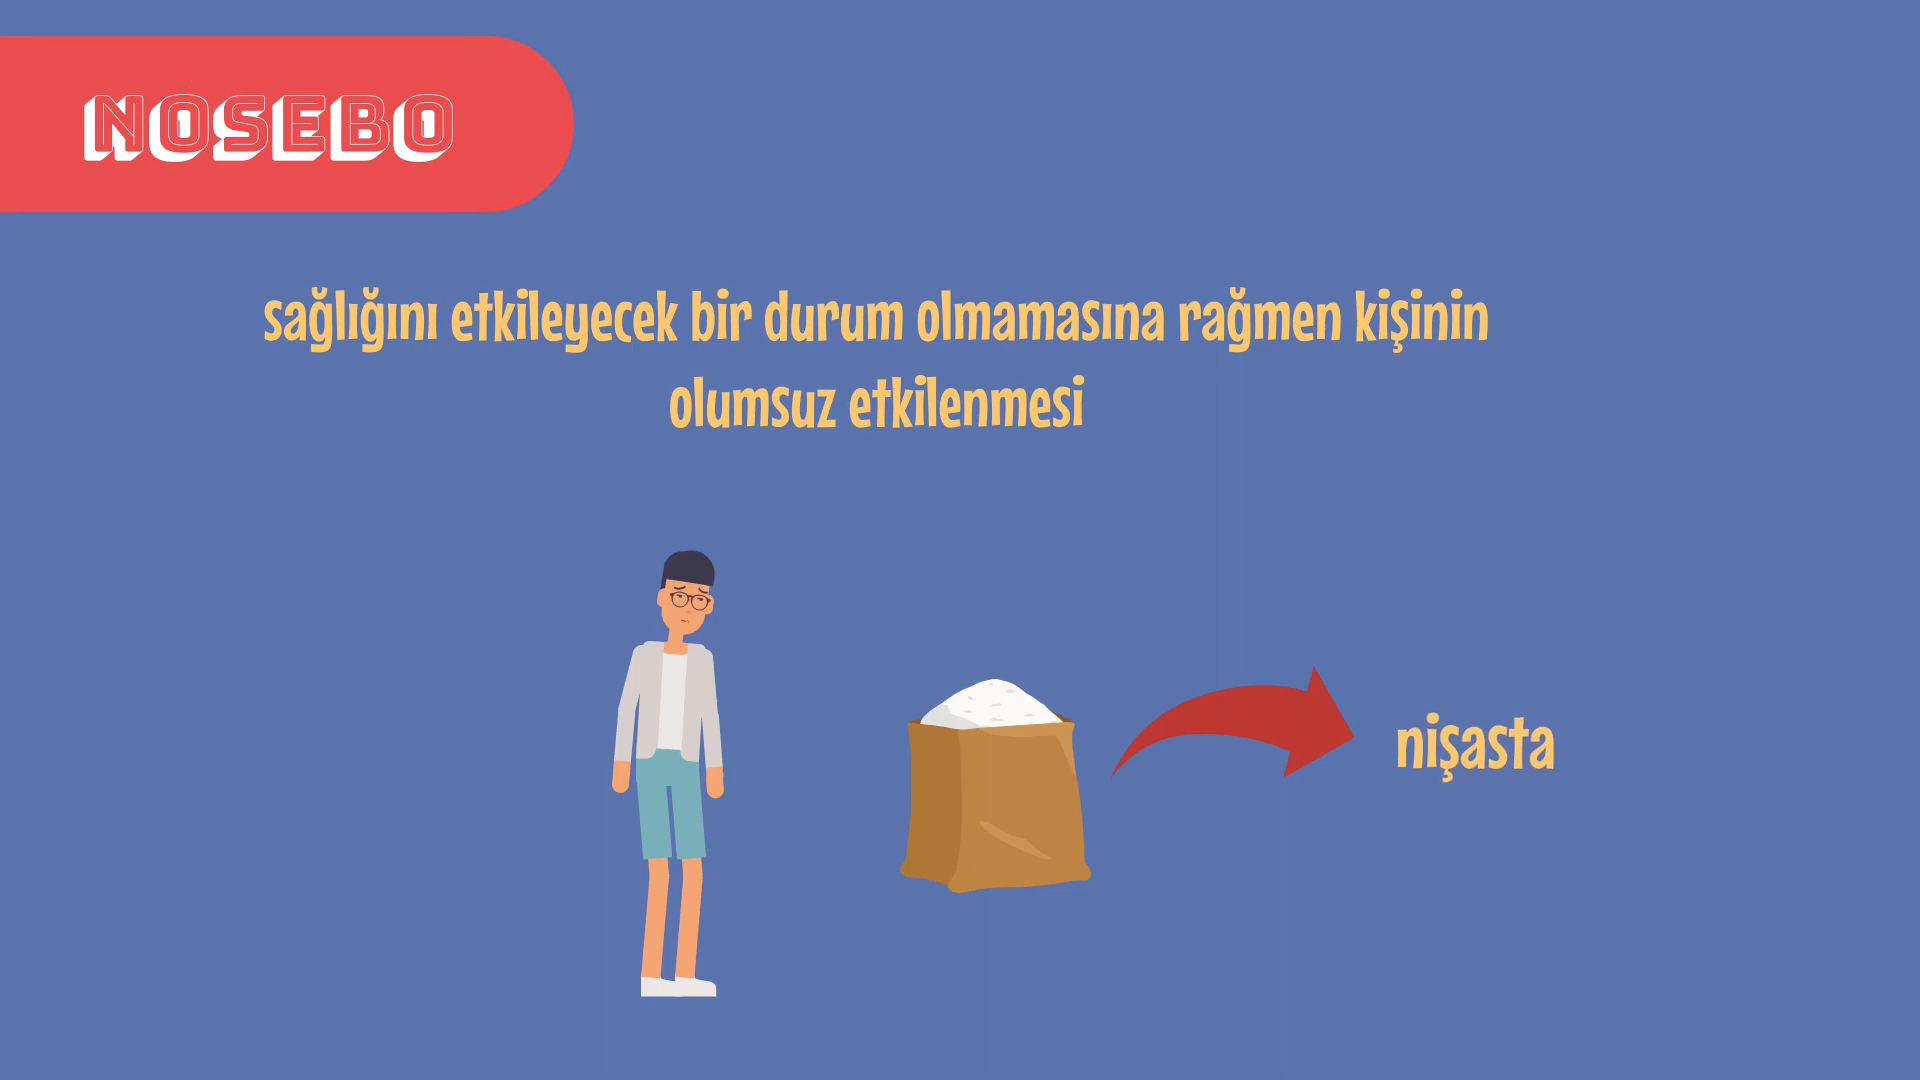 NOSEBO
sağlığını etkileyecek bir durum olmamasına rağmen kişinin
olumsuz etkilenmesi
nişasta